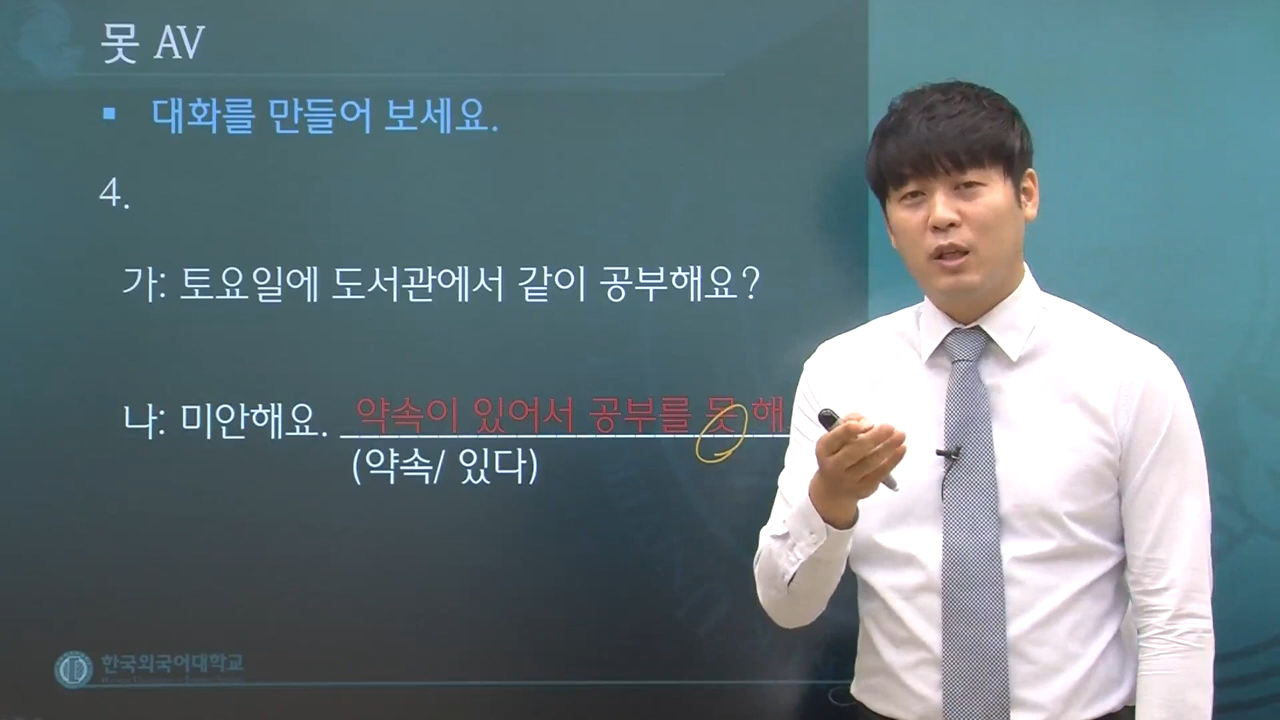 못 AV
▪ 대화를 만들어 보세요.
4.
가: 토요일에 도서관에서 같이 공부해요?
나: 미안해요. 약속이 있어서 공부를 못 해
(약속/ 있다)
한국외국어대학교